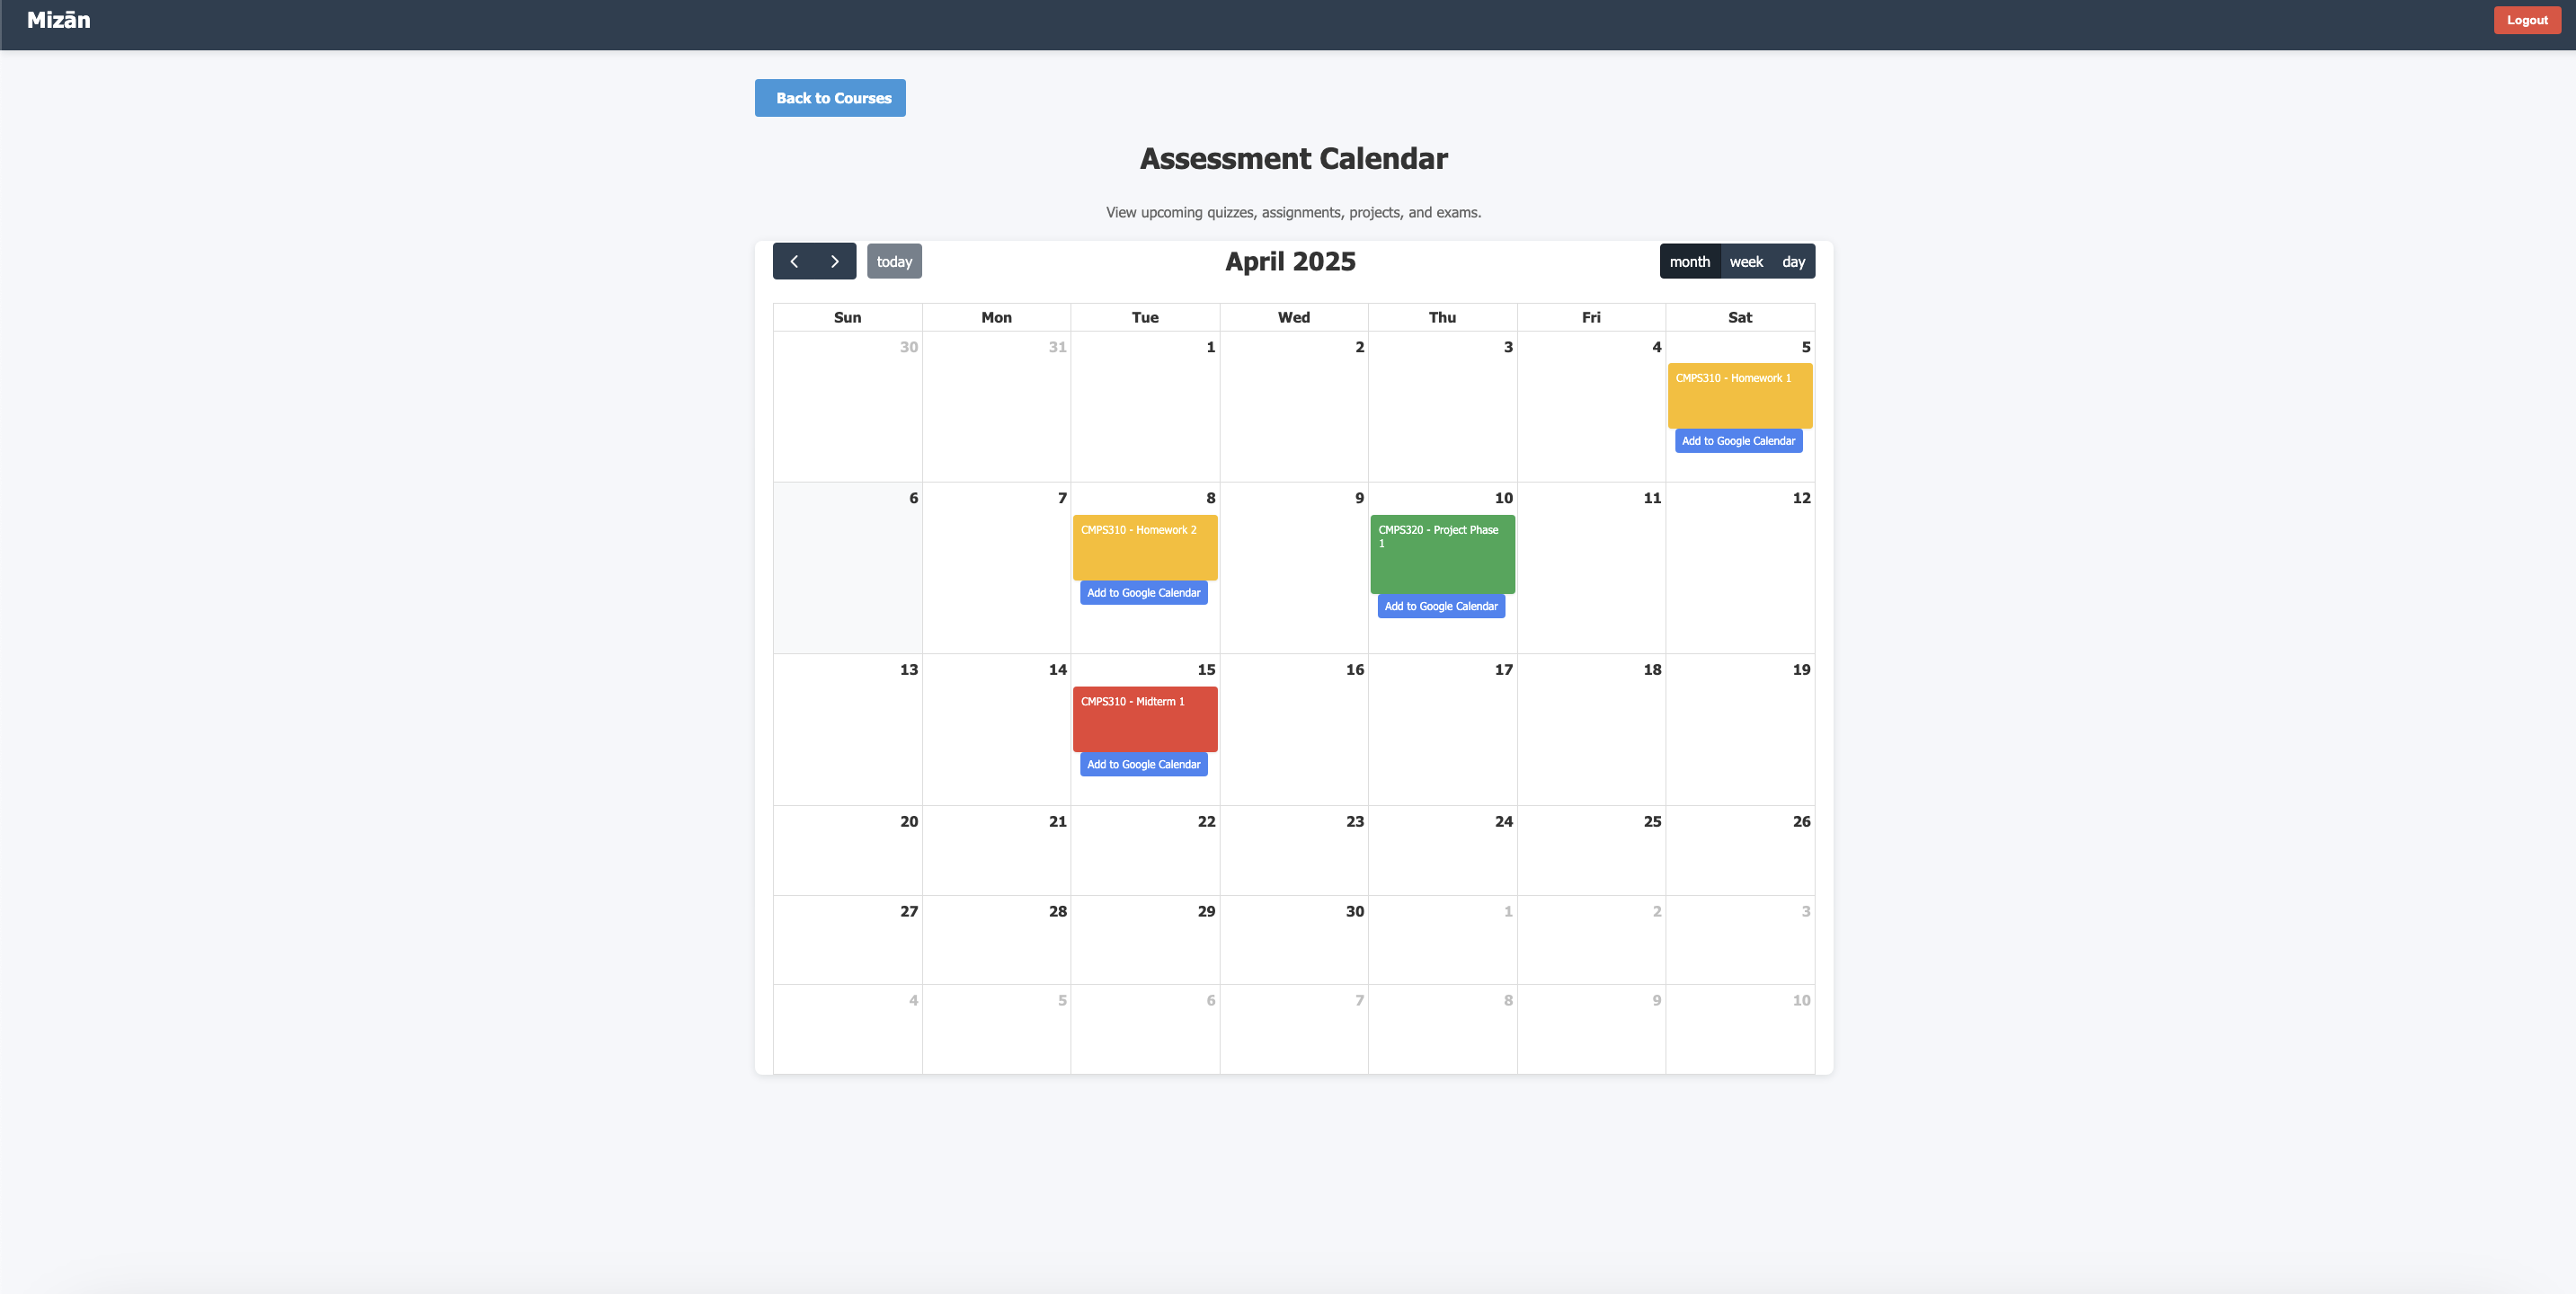 Mizān
Logout
Back to Courses
Assessment Calendar
View upcoming quizzes, assignments, projects, and exams.
today
April 2025
month week day
Sun Mon Tue Wed Thu Fri Sat
30 31 1 2 3 4 5
CMPS310 - Homework 1
Add to Google Calendar
6 7 8 9 10 11 12
CMPS310 - Homework 2
Add to Google Calendar
CMPS320 - Project Phase
1
Add to Google Calendar
13 14 15 16 17 18 19
CMPS310 - Midterm 1
Add to Google Calendar
20 21 22 23 24 25 26
27 28 29 30 1 2 3
4 5 6 7 8 9 10